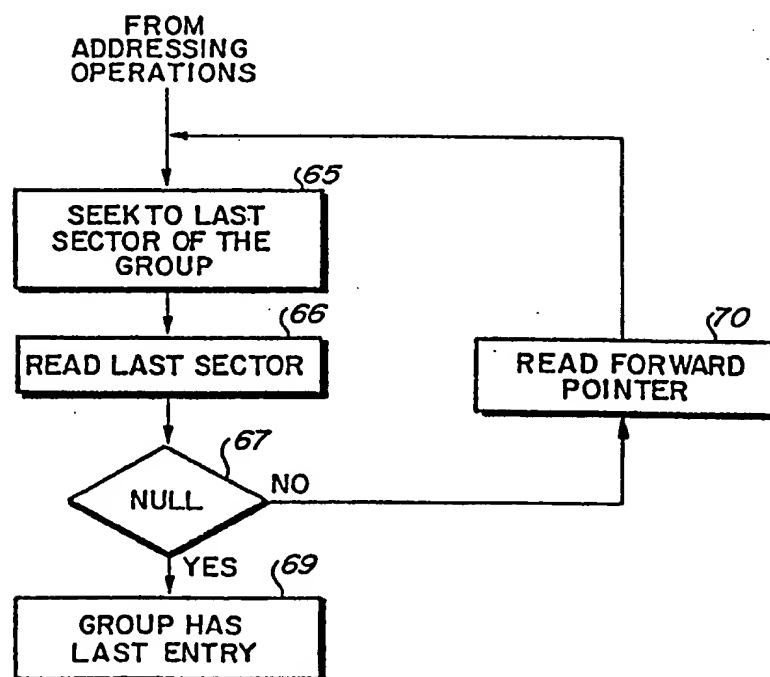 FROM
ADDRESSING
OPERATIONS
65
SEEK TO LAST
SECTOR OF THE
GROUP
66
READ LAST SECTOR
67
NULL
NO
YES
69
GROUP HAS
LAST ENTRY
70
READ FORWARD
POINTER